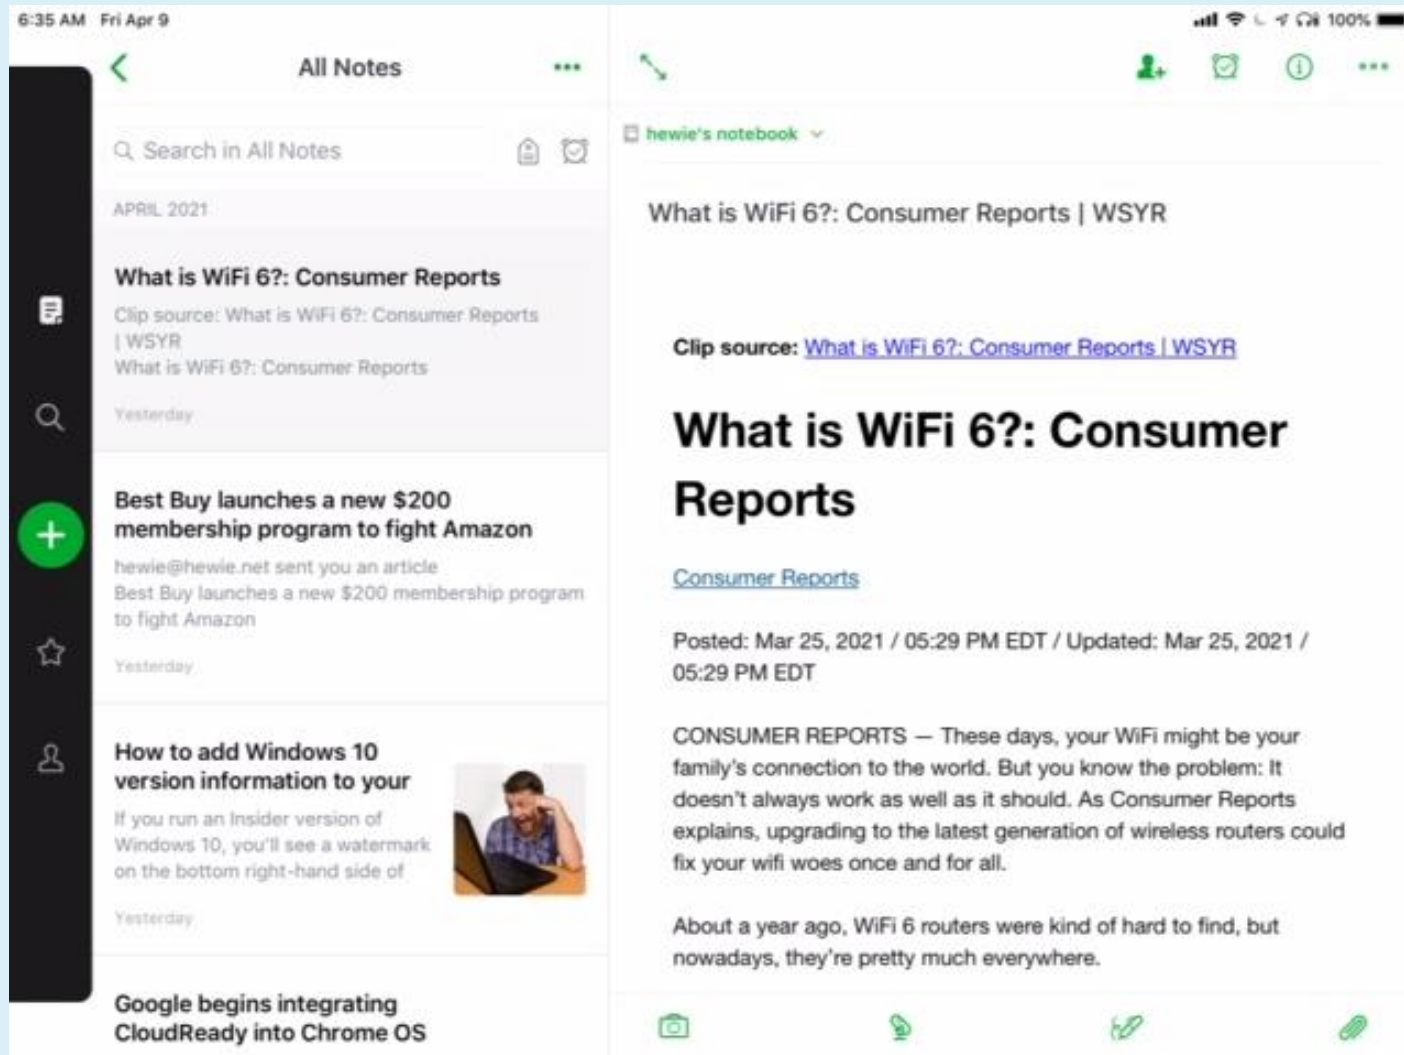 6:35 AM Fri Apr 9
100%
All Notes
Search in All Notes
APRIL 2021
What is WiFi 6?: Consumer Reports
Clip source: What is WiFi 6?: Consumer Reports
| WSYR
What is WiFi 6?: Consumer Reports
Yesterday
Best Buy launches a new $200
membership program to fight Amazon
hewie@hewie.net sent you an article
Best Buy launches a new $200 membership program
to fight Amazon
Yesterday
How to add Windows 10
version information to your
If you run an Insider version of
Windows 10, you'll see a watermark
on the bottom right-hand side of
Yesterday
Google begins integrating
CloudReady into Chrome OS
hewie's notebook
What is WiFi 6?: Consumer Reports | WSYR
Clip source: What is WiFi 6?: Consumer Reports | WSYR
What is WiFi 6?: Consumer
Reports
Consumer Reports
Posted: Mar 25, 2021 / 05:29 PM EDT / Updated: Mar 25, 2021 /
05:29 PM EDT
CONSUMER REPORTS — These days, your WiFi might be your
family's connection to the world. But you know the problem: It
doesn't always work as well as it should. As Consumer Reports
explains, upgrading to the latest generation of wireless routers could
fix your wifi woes once and for all.
About a year ago, WiFi 6 routers were kind of hard to find, but
nowadays, they're pretty much everywhere.